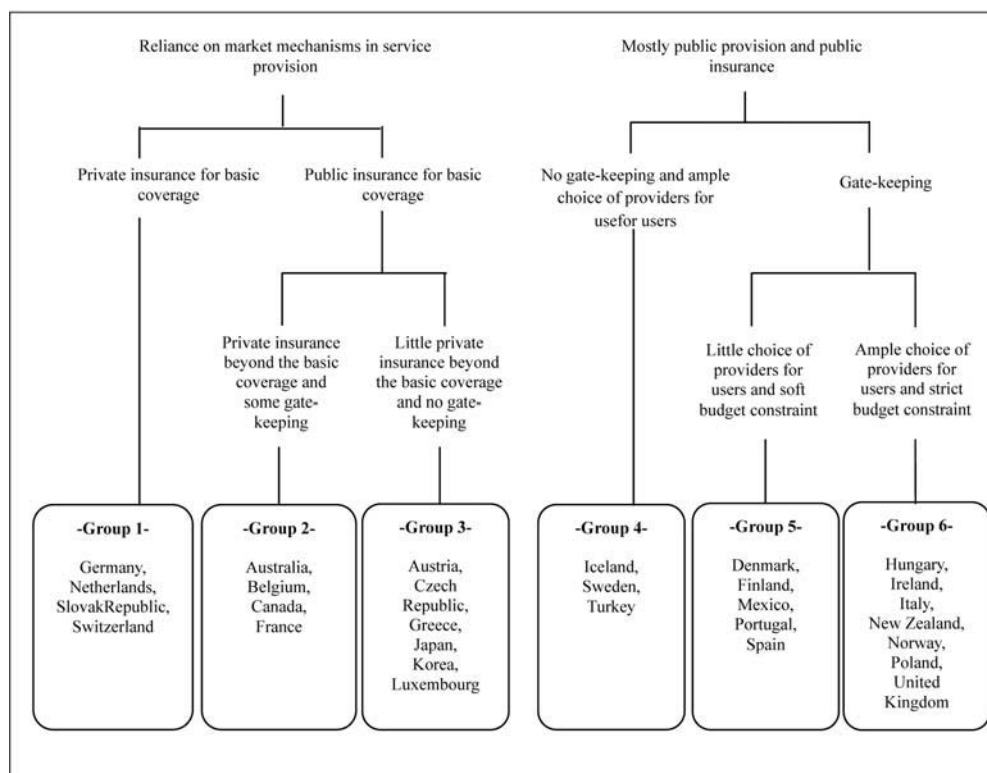 Reliance on market mechanisms in service
provision
Mostly public provision and public
insurance
Private insurance for basic
coverage
Public insurance for basic
coverage
No gate-keeping and ample
choice of providers for
usefor users
Gate-keeping
Private insurance
beyond the basic
coverage and
some gate-
keeping
Little private
insurance beyond
the basic coverage
and no gate-
keeping
Little choice of
providers for
users and soft
budget constraint
Ample choice of
providers for
users and strict
budget constraint
-Group 1-
Germany,
Netherlands,
SlovakRepublic,
Switzerland
-Group 2-
Australia,
Belgium,
Canada,
France
-Group 3-
Austria,
Czech
Republic,
Greece,
Japan,
Korea,
Luxembourg
-Group 4-
Iceland,
Sweden,
Turkey
-Group 5-
Denmark,
Finland,
Mexico,
Portugal,
Spain
-Group 6-
Hungary,
Ireland,
Italy,
New Zealand,
Norway,
Poland,
United
Kingdom